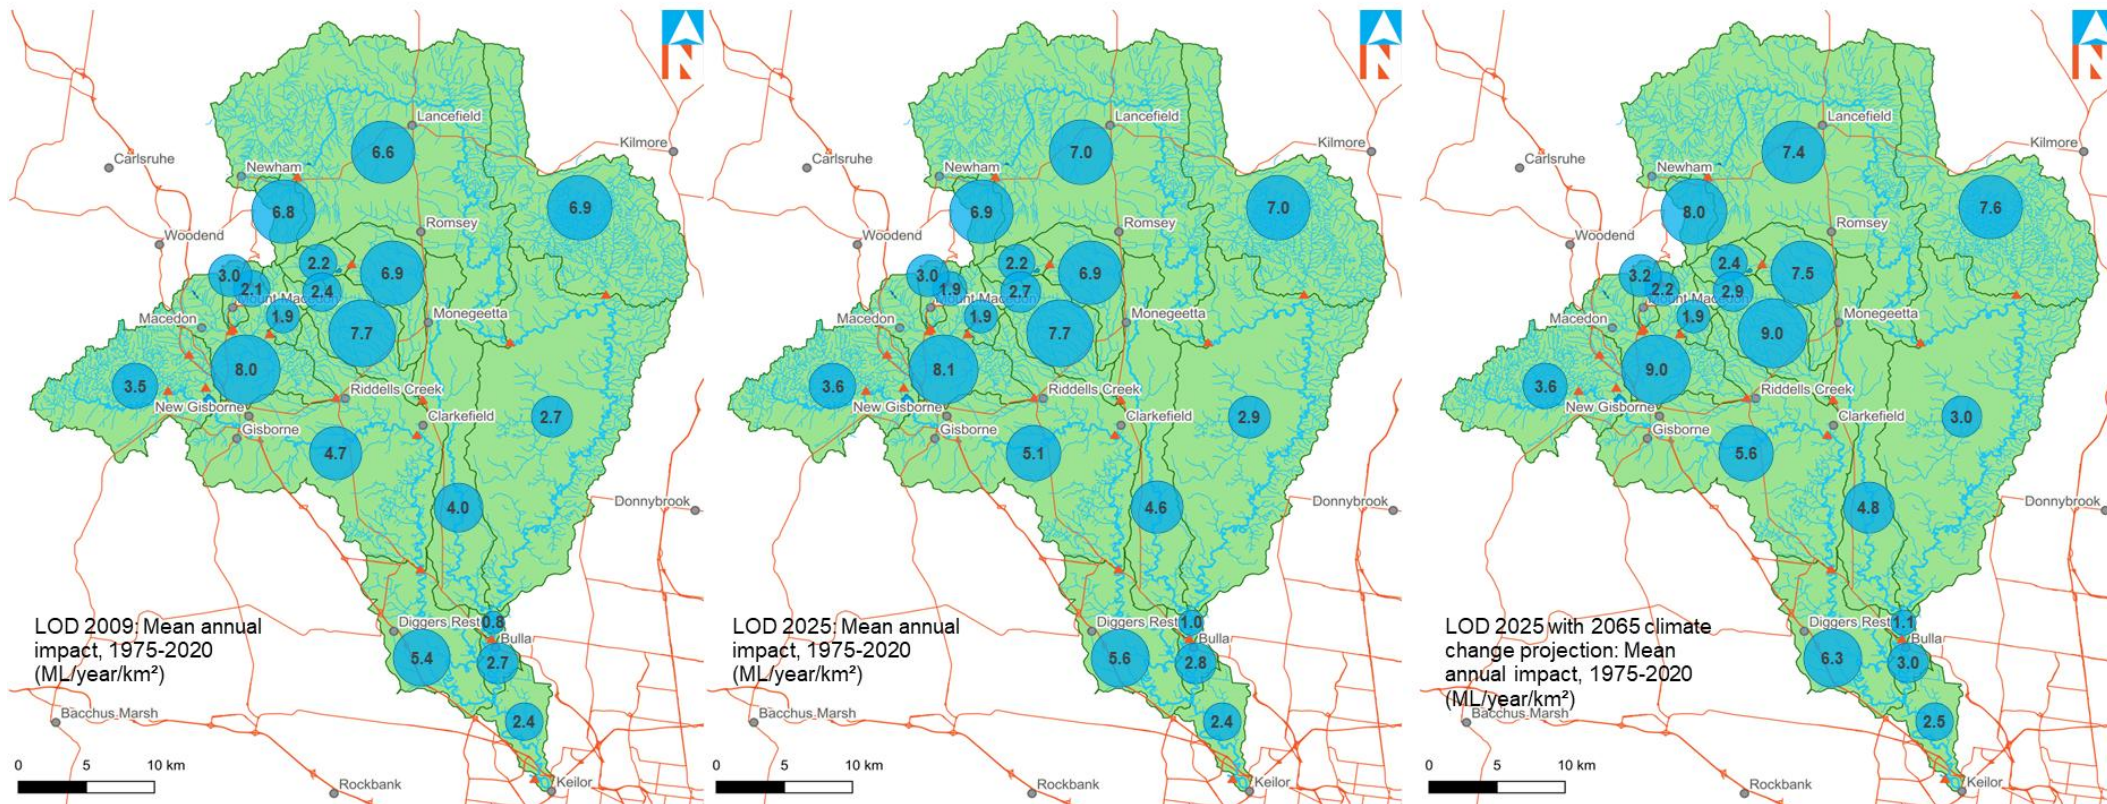 N
Lancefield
Kilmore
Carlsruhe
6.6
Newham
6.8
6.9
Romsey
Woodend
2.2
3.0
6.9
2.1
2.4
Mount Macedon
1.9
Monegeetta
Macedon
7.7
8.0
3.5
Riddells Creek
New Gisborne
Clarkefield
2.7
Gisborne
4.7
Donnybrook
4.0
LOD 2009: Mean annual
impact, 1975-2020
(ML/year/km²)
Diggers Rest
0.8
Bulla
5.4
2.7
2.4
Bacchus Marsh
0 5 10 km
Rockbank
Keilor
N
Lancefield
Kilmore
Carlsruhe
7.0
Newham
6.9
7.0
Romsey
Woodend
2.2
3.0
6.9
1.9
2.7
Mount Macedon
1.9
Monegeetta
Macedon
7.7
8.1
3.6
Riddells Creek
New Gisborne
Clarkefield
2.9
Gisborne
5.1
Donnybrook
4.6
LOD 2025: Mean annual
impact, 1975-2020
(ML/year/km²)
Diggers Rest
1.0
Bulla
5.6
2.8
2.4
Bacchus Marsh
0 5 10 km
Rockbank
Keilor
N
Lancefield
Kilmore
Carlsruhe
7.4
Newham
8.0
7.6
Romsey
Woodend
2.4
3.2
7.5
2.2
2.9
Mount Macedon
1.9
Monegeetta
Macedon
9.0
9.0
3.6
Riddells Creek
New Gisborne
Clarkefield
3.0
Gisborne
5.6
Donnybrook
4.8
LOD 2025 with 2065 climate
change projection: Mean
annual impact, 1975-2020
(ML/year/km²)
Diggers Rest
1.1
Bulla
6.3
3.0
2.5
Bacchus Marsh
0 5 10 km
Rockbank
Keilor